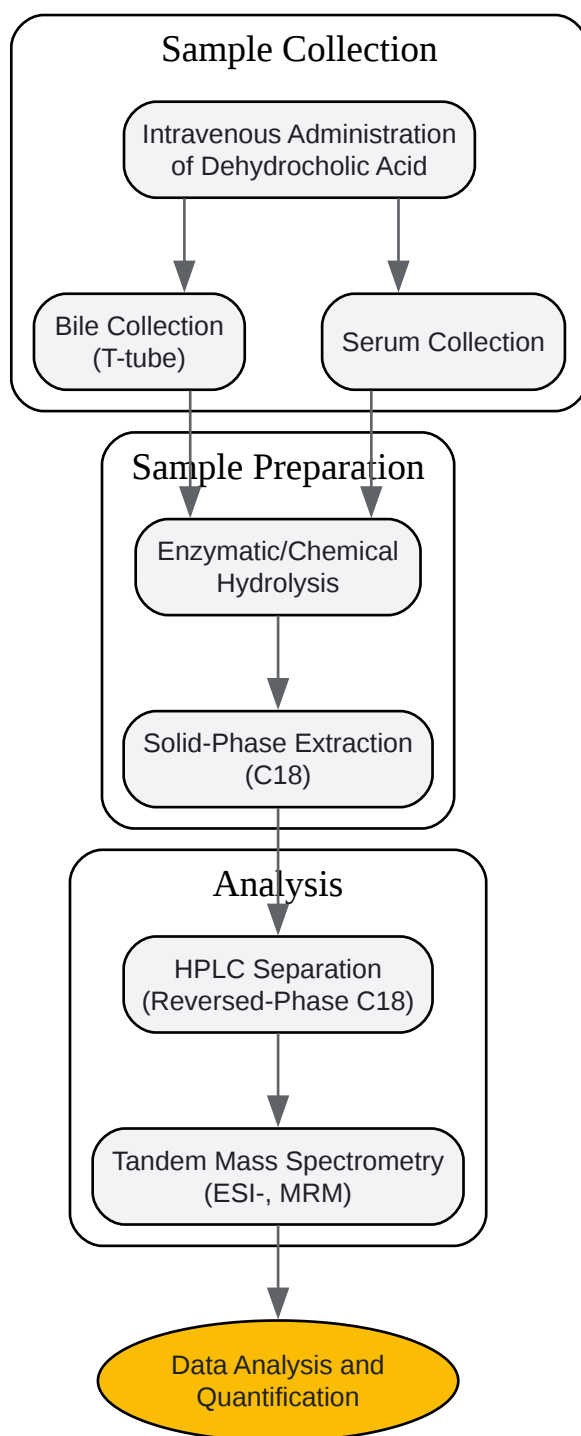 Sample Collection
Intravenous Administration
of Dehydrocholic Acid
Bile Collection
(T-tube)
Serum Collection
Sample Preparation
Enzymatic/Chemical
Hydrolysis
Solid-Phase Extraction
(C18)
Analysis
HPLC Separation
(Reversed-Phase C18)
Tandem Mass Spectrometry
(ESI-, MRM)
Data Analysis and
Quantification